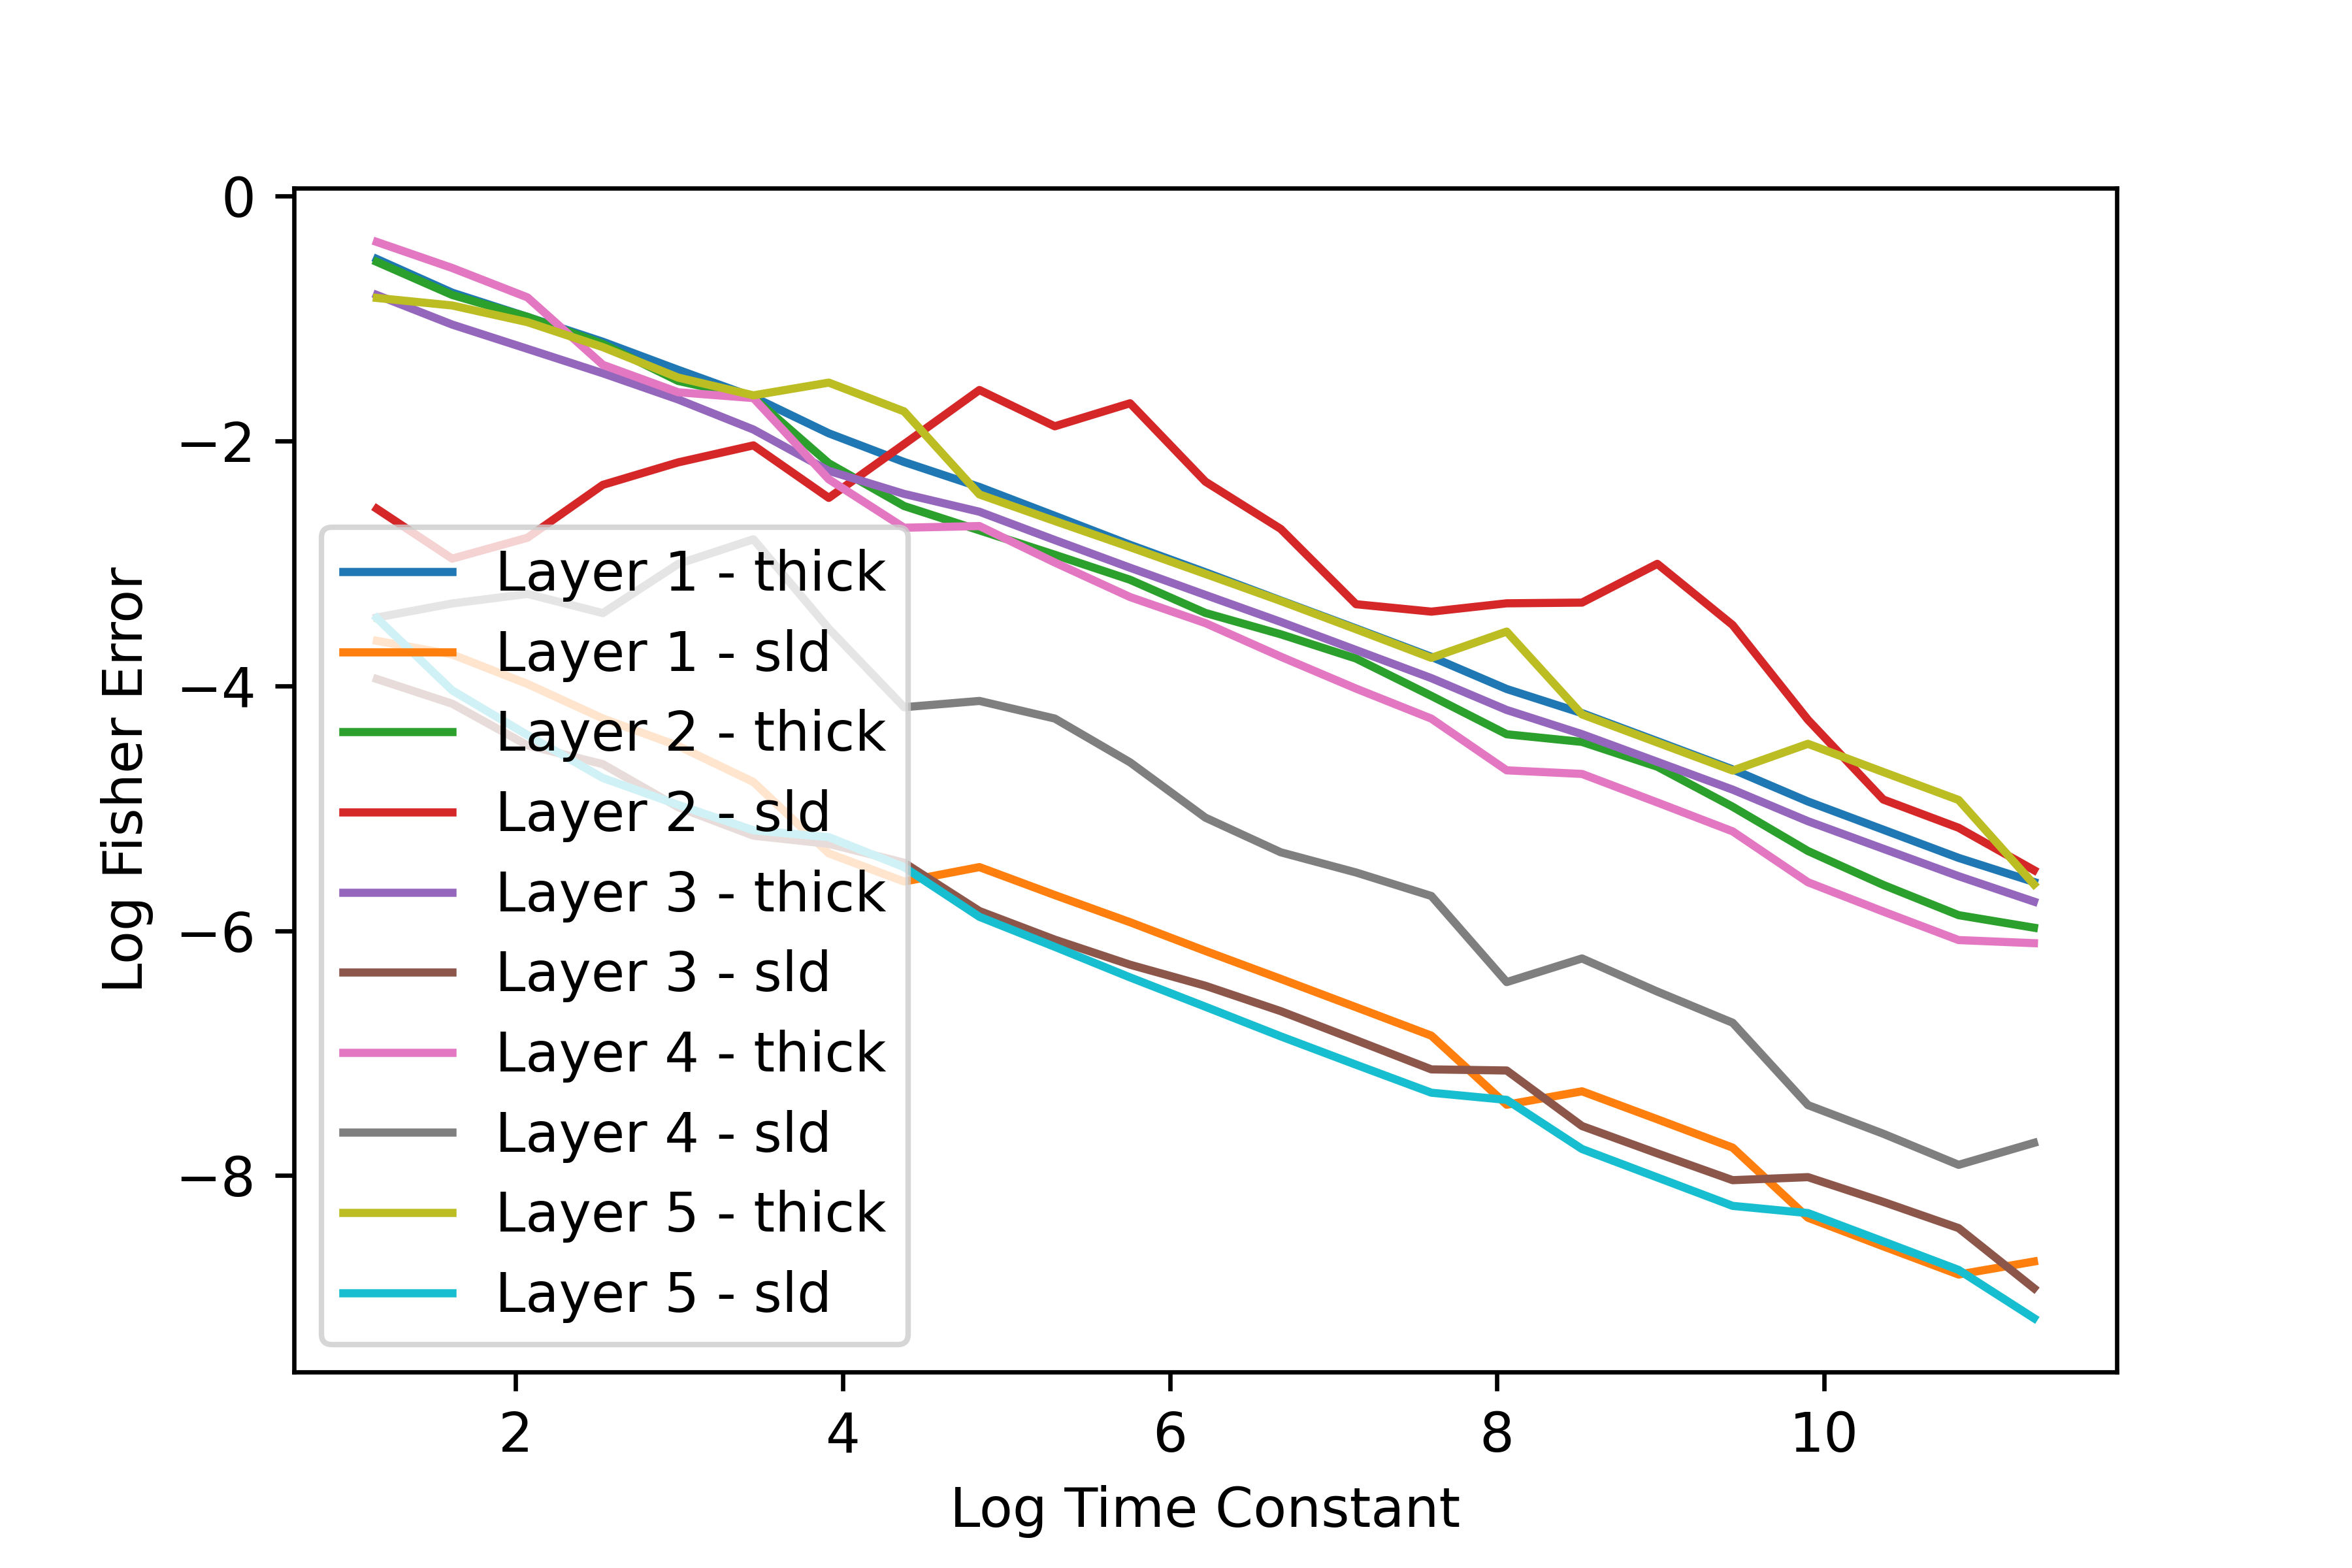 0
−2
−4
−6
−8
Log Fisher Error
Layer 1 - thick
Layer 1 - sld
Layer 2 - thick
Layer 2 - sld
Layer 3 - thick
Layer 3 - sld
Layer 4 - thick
Layer 4 - sld
Layer 5 - thick
Layer 5 - sld
2 4 6 8 10
Log Time Constant